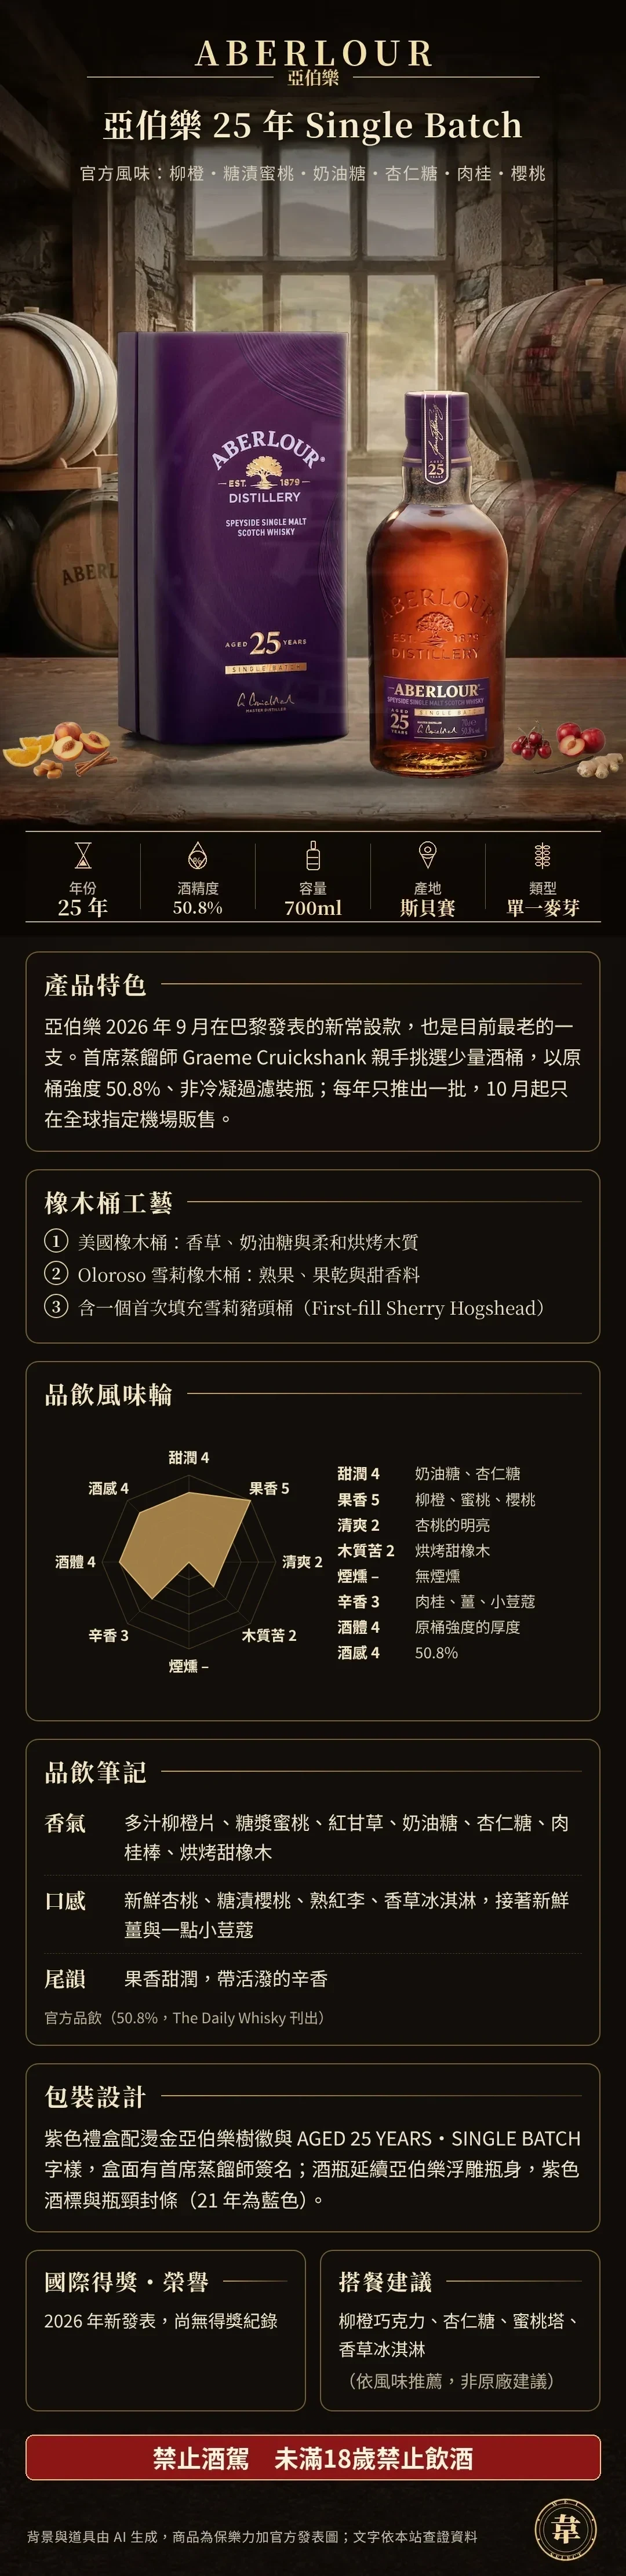 ABERLOUR
亞伯樂
亞伯樂 25 年 Single Batch
官方風味：柳橙・糖漬蜜桃・奶油糖・杏仁糖・肉桂・櫻桃
ABERLOUR
EST. 1879
DISTILLERY
SPEYSIDE SINGLE MALT
SCOTCH WHISKY
AGED 25 YEARS
SINGLE BATCH
MASTER DISTILLER
AGED
25
YEARS
ABERLOUR
EST. 1879
DISTILLERY
ABERLOUR
SPEYSIDE SINGLE MALT SCOTCH WHISKY
SINGLE BATCH
AGED
25
YEARS
70cl
50.8%
ABERL
年份
25 年
酒精度
50.8%
容量
700ml
產地
斯貝賽
類型
單一麥芽
產品特色
亞伯樂 2026 年 9 月在巴黎發表的新常設款，也是目前最老的一
支。首席蒸餾師 Graeme Cruickshank 親手挑選少量酒桶，以原
桶強度 50.8%、非冷凝過濾裝瓶；每年只推出一批，10 月起只
在全球指定機場販售。
橡木桶工藝
1 美國橡木桶：香草、奶油糖與柔和烘烤木質
2 Oloroso 雪莉橡木桶：熟果、果乾與甜香料
3 含一個首次填充雪莉豬頭桶（First-fill Sherry Hogshead）
品飲風味輪
甜潤 4
果香 5
清爽 2
木質苦 2
煙燻 –
辛香 3
酒體 4
酒感 4
甜潤 4 奶油糖、杏仁糖
果香 5 柳橙、蜜桃、櫻桃
清爽 2 杏桃的明亮
木質苦 2 烘烤甜橡木
煙燻 – 無煙燻
辛香 3 肉桂、薑、小荳蔻
酒體 4 原桶強度的厚度
酒感 4 50.8%
品飲筆記
香氣 多汁柳橙片、糖漿蜜桃、紅甘草、奶油糖、杏仁糖、肉
桂棒、烘烤甜橡木
口感 新鮮杏桃、糖漬櫻桃、熟紅李、香草冰淇淋，接著新鮮
薑與一點小荳蔻
尾韻 果香甜潤，帶活潑的辛香
官方品飲（50.8%，The Daily Whisky 刊出）
包裝設計
紫色禮盒配燙金亞伯樂樹徽與 AGED 25 YEARS・SINGLE BATCH
字樣，盒面有首席蒸餾師簽名；酒瓶延續亞伯樂浮雕瓶身，紫色
酒標與瓶頸封條（21 年為藍色）。
國際得獎・榮譽
2026 年新發表，尚無得獎紀錄
搭餐建議
柳橙巧克力、杏仁糖、蜜桃塔、
香草冰淇淋
（依風味推薦，非原廠建議）
禁止酒駕　未滿18歲禁止飲酒
背景與道具由 AI 生成，商品為保樂力加官方發表圖；文字依本站查證資料
韋